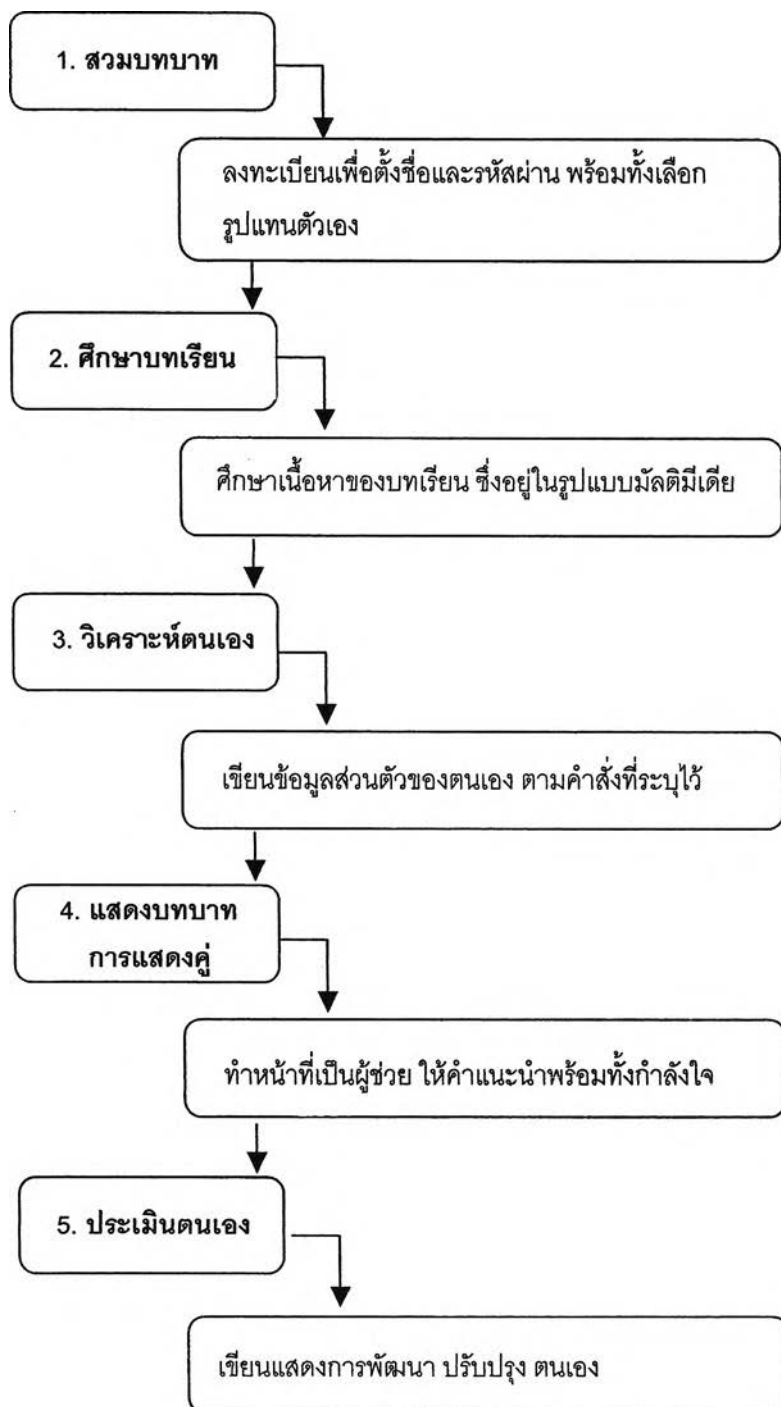 1. สวมบทบาท
ลงทะเบียนเพื่อตั้งชื่อและรหัสผ่าน พร้อมทั้งเลือก
รูปแทนตัวเอง
2. ศึกษาบทเรียน
ศึกษาเนื้อหาของบทเรียน ซึ่งอยู่ในรูปแบบมัลติมีเดีย
3. วิเคราะห์ตนเอง
เขียนข้อมูลส่วนตัวของตนเอง ตามคำสั่งที่ระบุไว้
4. แสดงบทบาท
การแสดงคู่
ทำหน้าที่เป็นผู้ช่วย ให้คำแนะนำพร้อมทั้งกำลังใจ
5. ประเมินตนเอง
เขียนแสดงการพัฒนา ปรับปรุง ตนเอง